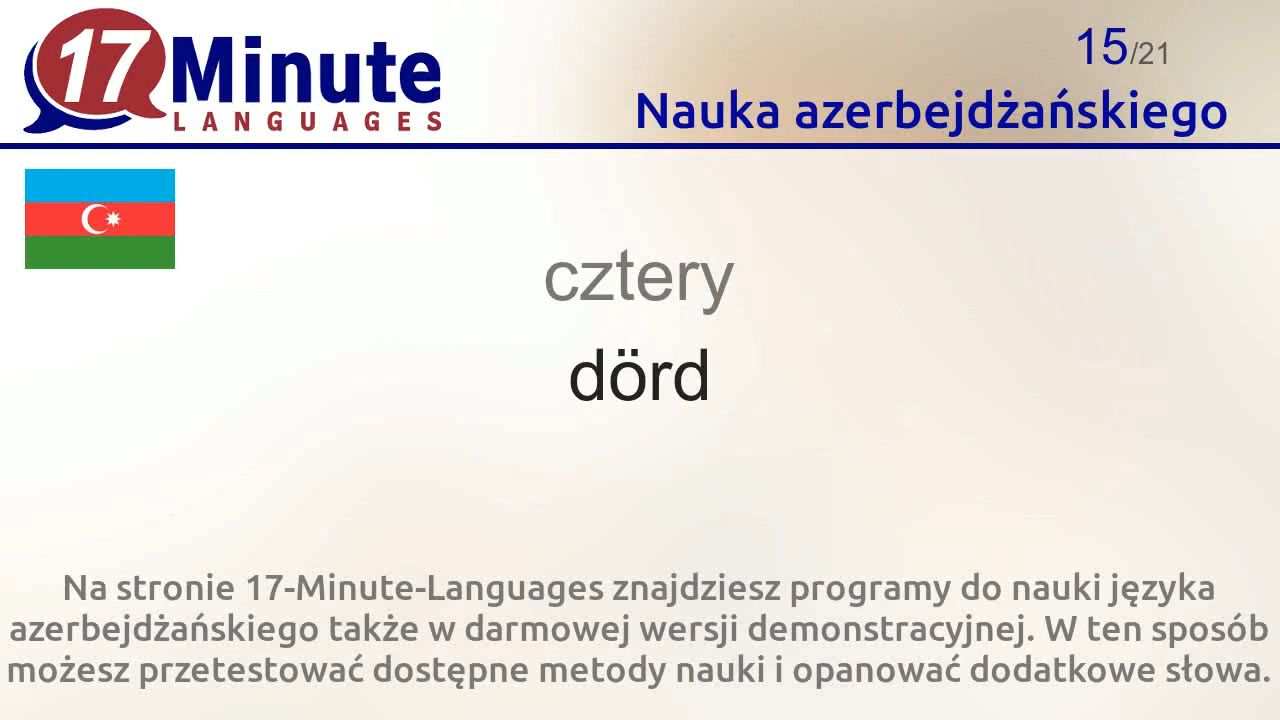 17 Minute
LANGUAGES
15/21
Nauka azerbejdżańskiego
cztery
dörd
Na stronie 17-Minute-Languages znajdziesz programy do nauki języka
azerbejdżańskiego także w darmowej wersji demonstracyjnej. W ten sposób
możesz przetestować dostępne metody nauki i opanować dodatkowe słowa.